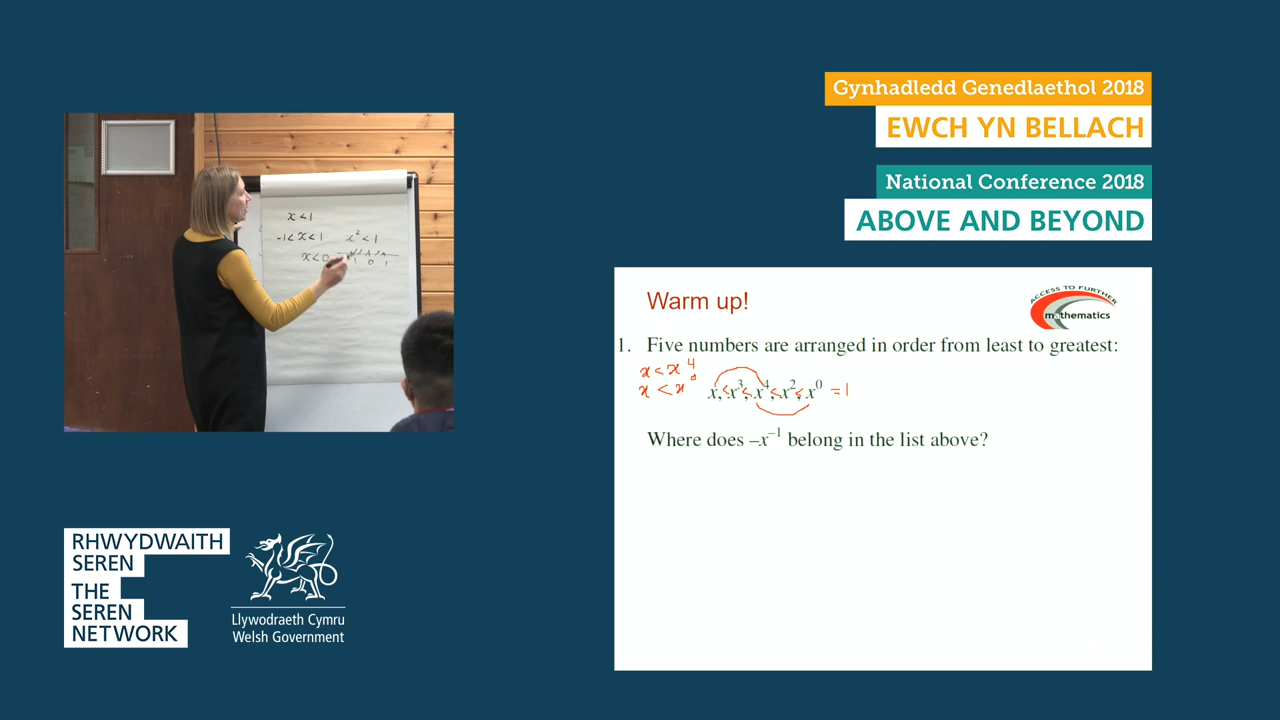 Gynhadledd Genedlaethol 2018
EWCH YN BELLACH
National Conference 2018
ABOVE AND BEYOND
x < 1
-1 < x < 1 x² < 1
x < 0
0 1
Warm up!
ACCESS TO FURTHER
mathematics
1. Five numbers are arranged in order from least to greatest:
x < x⁴
x < x⁰ x, < x³, < x⁴, < x², < x⁰ = 1
Where does –x⁻¹ belong in the list above?
RHWYDWAITH
SEREN
THE
SEREN
NETWORK
Llywodraeth Cymru
Welsh Government